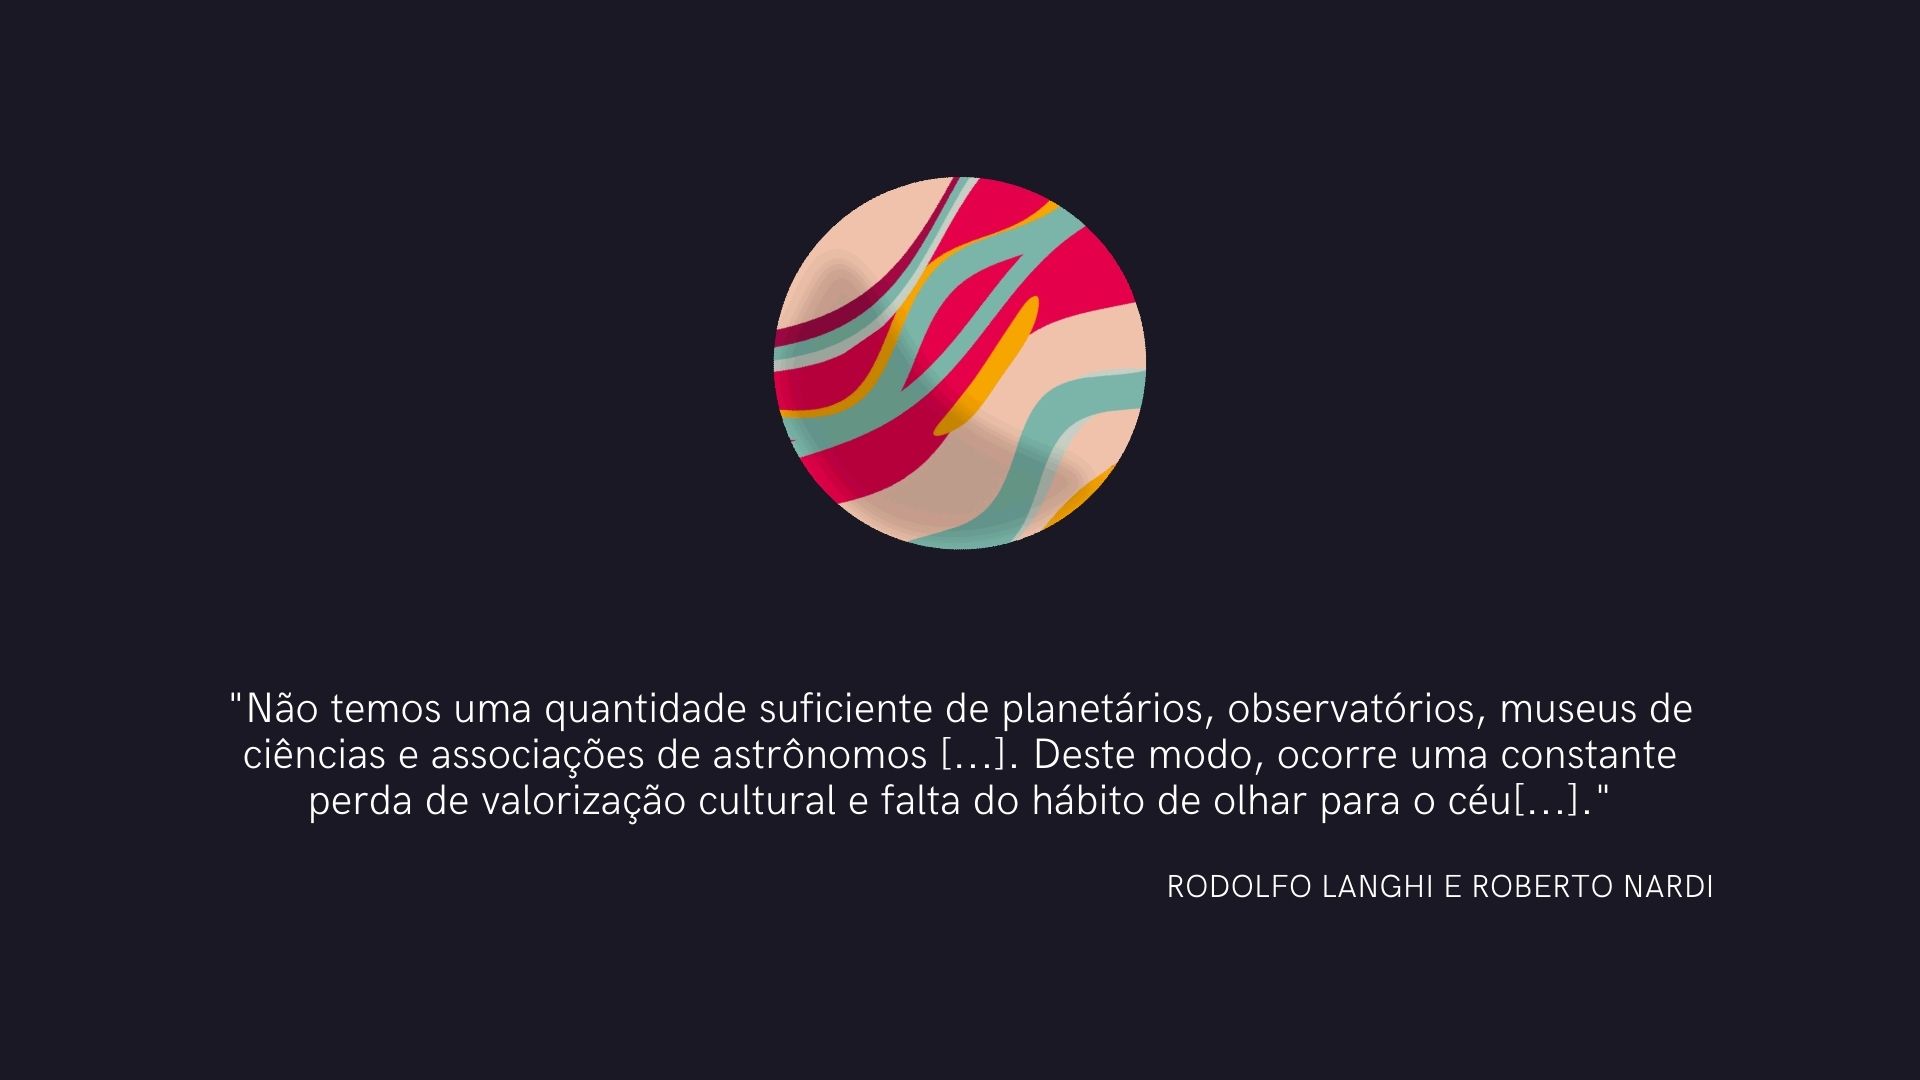 "Não temos uma quantidade suficiente de planetários, observatórios, museus de
ciências e associações de astrônomos [...]. Deste modo, ocorre uma constante
perda de valorização cultural e falta do hábito de olhar para o céu[...]."
RODOLFO LANGHI E ROBERTO NARDI